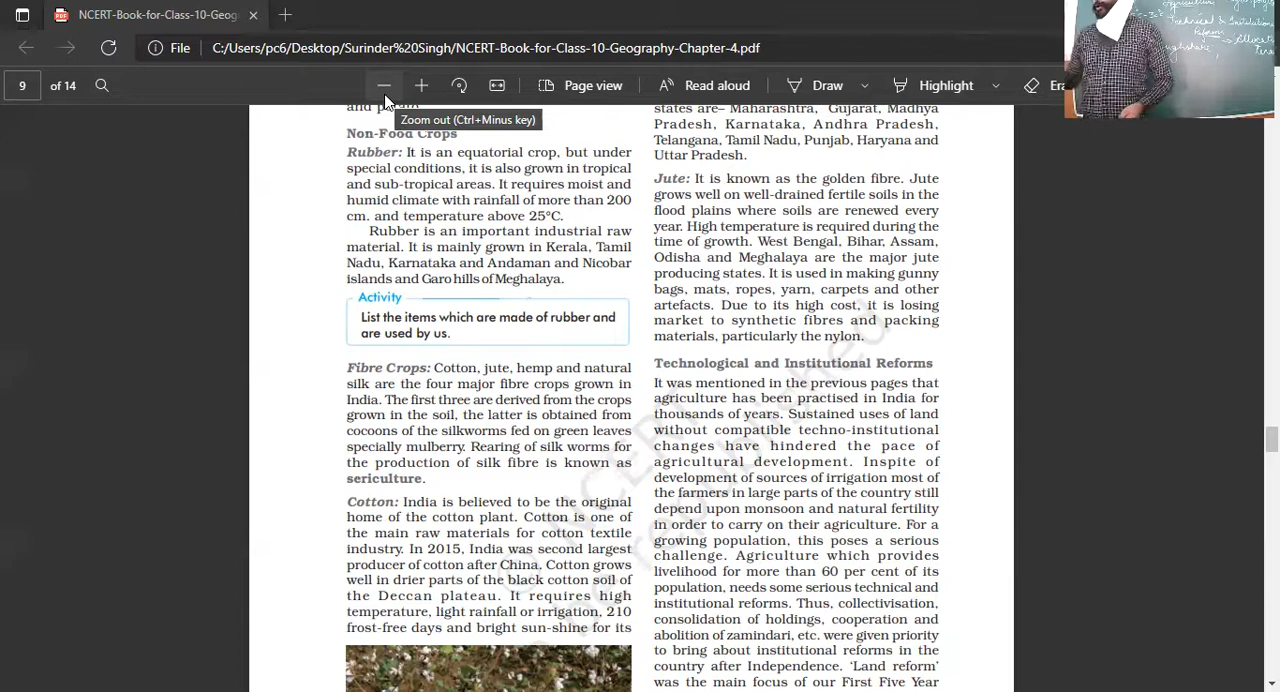 NCERT-Book-for-Class-10-Geog
File
C:/Users/pc6/Desktop/Surinder%20Singh/NCERT-Book-for-Class-10-Geography-Chapter-4.pdf
9 of 14
Page view
Read aloud
Draw
Highlight
Era
Zoom out (Ctrl+Minus key)
Technical & Institutional
Reforms
Non-Food Crops
Rubber: It is an equatorial crop, but under
special conditions, it is also grown in tropical
and sub-tropical areas. It requires moist and
humid climate with rainfall of more than 200
cm. and temperature above 25°C.
Rubber is an important industrial raw
material. It is mainly grown in Kerala, Tamil
Nadu, Karnataka and Andaman and Nicobar
islands and Garo hills of Meghalaya.
Activity
List the items which are made of rubber and
are used by us.
Fibre Crops: Cotton, jute, hemp and natural
silk are the four major fibre crops grown in
India. The first three are derived from the crops
grown in the soil, the latter is obtained from
cocoons of the silkworms fed on green leaves
specially mulberry. Rearing of silk worms for
the production of silk fibre is known as
sericulture.
Cotton: India is believed to be the original
home of the cotton plant. Cotton is one of
the main raw materials for cotton textile
industry. In 2015, India was second largest
producer of cotton after China. Cotton grows
well in drier parts of the black cotton soil of
the Deccan plateau. It requires high
temperature, light rainfall or irrigation, 210
frost-free days and bright sun-shine for its
states are– Maharashtra, Gujarat, Madhya
Pradesh, Karnataka, Andhra Pradesh,
Telangana, Tamil Nadu, Punjab, Haryana and
Uttar Pradesh.
Jute: It is known as the golden fibre. Jute
grows well on well-drained fertile soils in the
flood plains where soils are renewed every
year. High temperature is required during the
time of growth. West Bengal, Bihar, Assam,
Odisha and Meghalaya are the major jute
producing states. It is used in making gunny
bags, mats, ropes, yarn, carpets and other
artefacts. Due to its high cost, it is losing
market to synthetic fibres and packing
materials, particularly the nylon.
Technological and Institutional Reforms
It was mentioned in the previous pages that
agriculture has been practised in India for
thousands of years. Sustained uses of land
without compatible techno-institutional
changes have hindered the pace of
agricultural development. Inspite of
development of sources of irrigation most of
the farmers in large parts of the country still
depend upon monsoon and natural fertility
in order to carry on their agriculture. For a
growing population, this poses a serious
challenge. Agriculture which provides
livelihood for more than 60 per cent of its
population, needs some serious technical and
institutional reforms. Thus, collectivisation,
consolidation of holdings, cooperation and
abolition of zamindari, etc. were given priority
to bring about institutional reforms in the
country after Independence. ‘Land reform’
was the main focus of our First Five Year
© NCERT
be republished